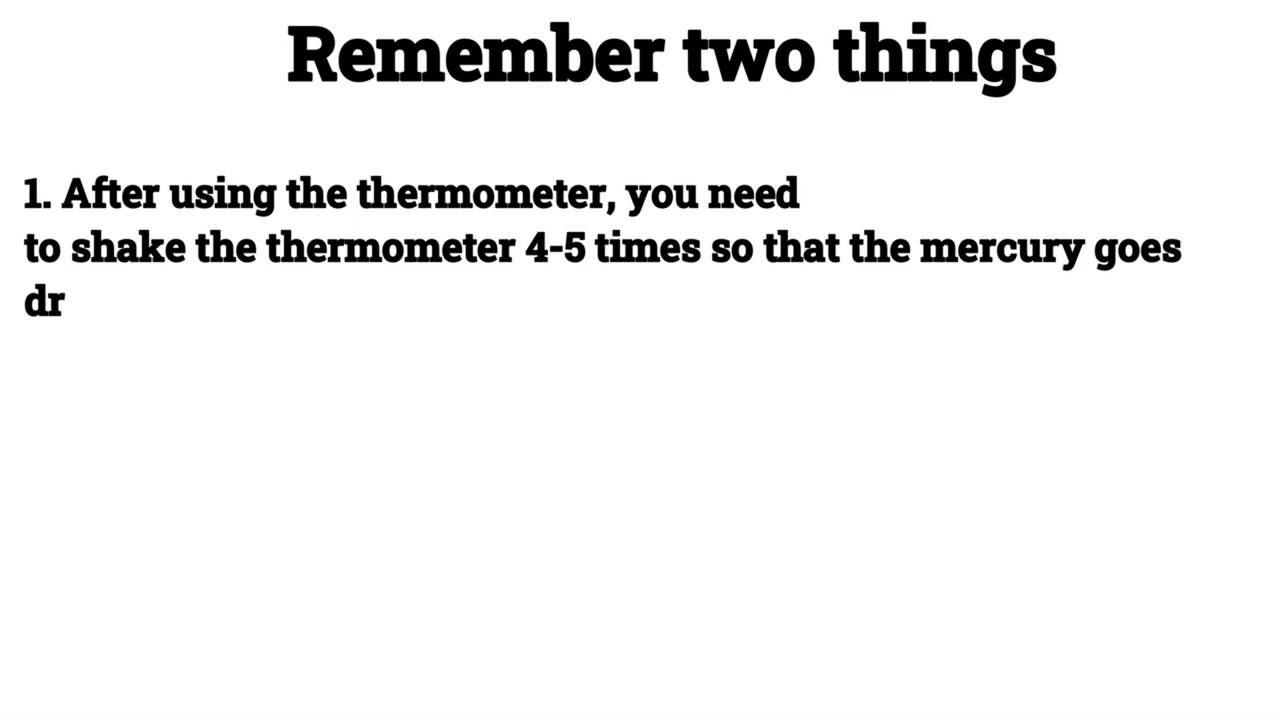 Remember two things
1. After using the thermometer, you need
to shake the thermometer 4-5 times so that the mercury goes
dr